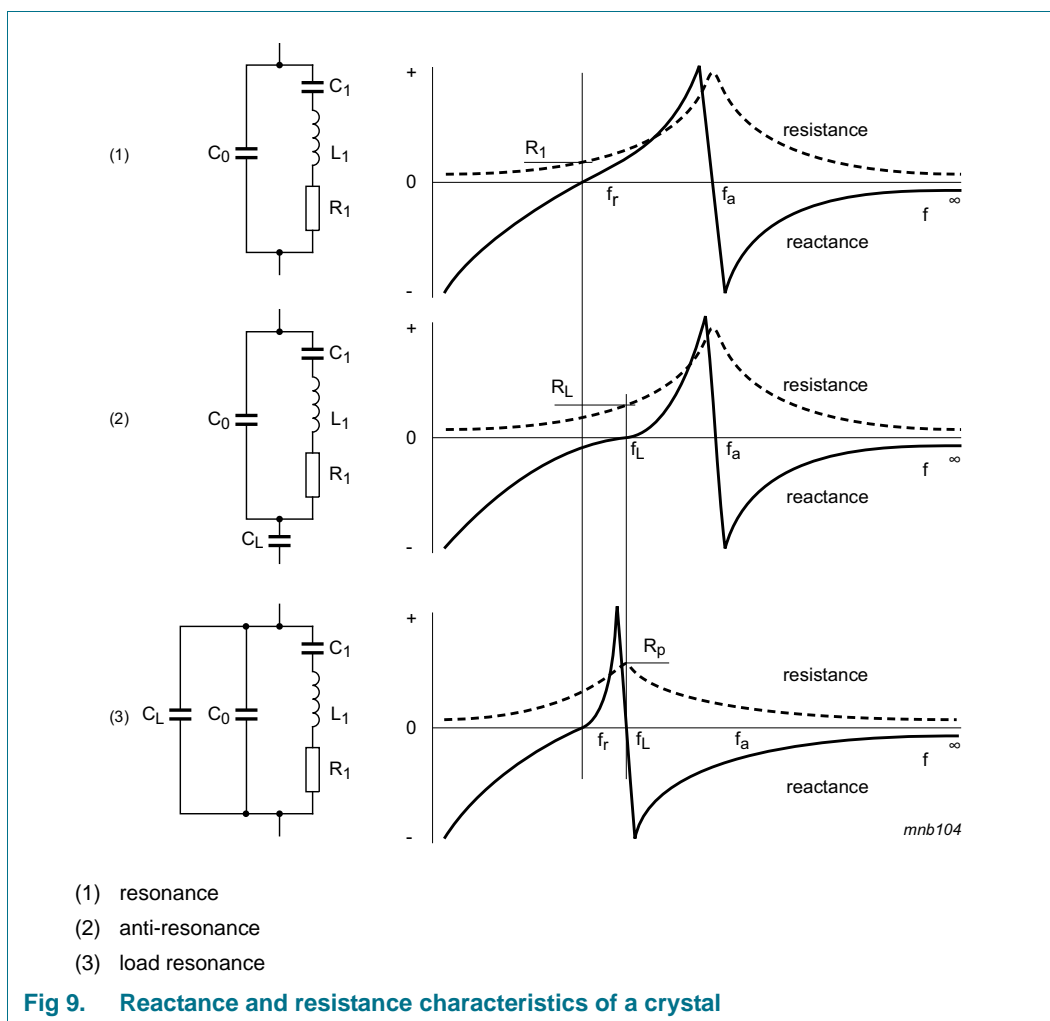 +
C1
R1
resistance
(1)
C0
L1
0
fr
fa
f
∞
R1
reactance
-
+
C1
RL
resistance
(2)
C0
L1
0
fL
fa
f
∞
R1
reactance
-
CL
+
C1
Rp
resistance
(3)
CL
C0
L1
0
fr
fL
fa
f
∞
R1
reactance
-
mnb104
(1) resonance
(2) anti-resonance
(3) load resonance
Fig 9. Reactance and resistance characteristics of a crystal